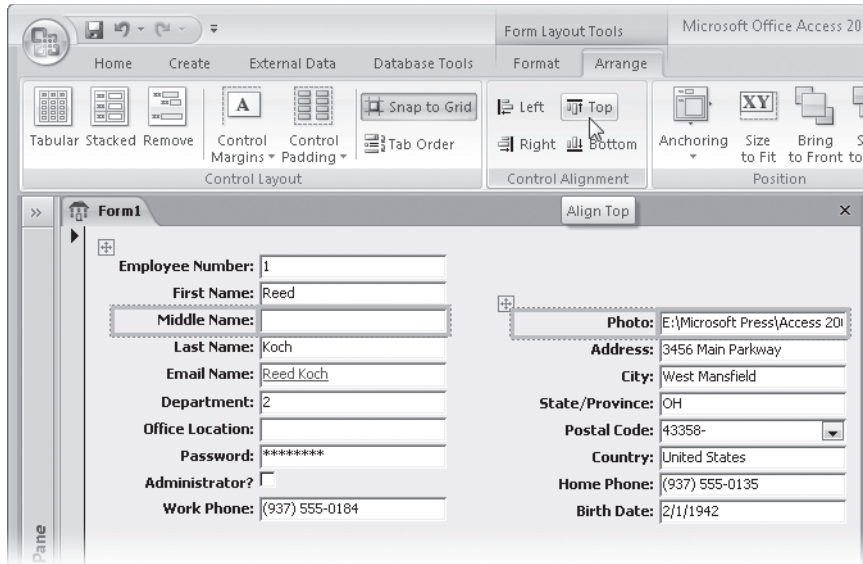 Form Layout Tools
Microsoft Office Access 20
Home Create External Data Database Tools Format Arrange
Tabular Stacked Remove
A
Control Margins
Control Padding
Snap to Grid
Tab Order
Control Layout
Left Top
Right Bottom
Control Alignment
Anchoring
XY
Size to Fit
Bring to Front
S
to
Position
Align Top
» Form1 ×
Employee Number: 1
First Name: Reed
Middle Name:
Last Name: Koch
Email Name: Reed Koch
Department: 2
Office Location:
Password: ********
Administrator?
Work Phone: (937) 555-0184
Photo: E:\Microsoft Press\Access 20
Address: 3456 Main Parkway
City: West Mansfield
State/Province: OH
Postal Code: 43358-
Country: United States
Home Phone: (937) 555-0135
Birth Date: 2/1/1942
Pane